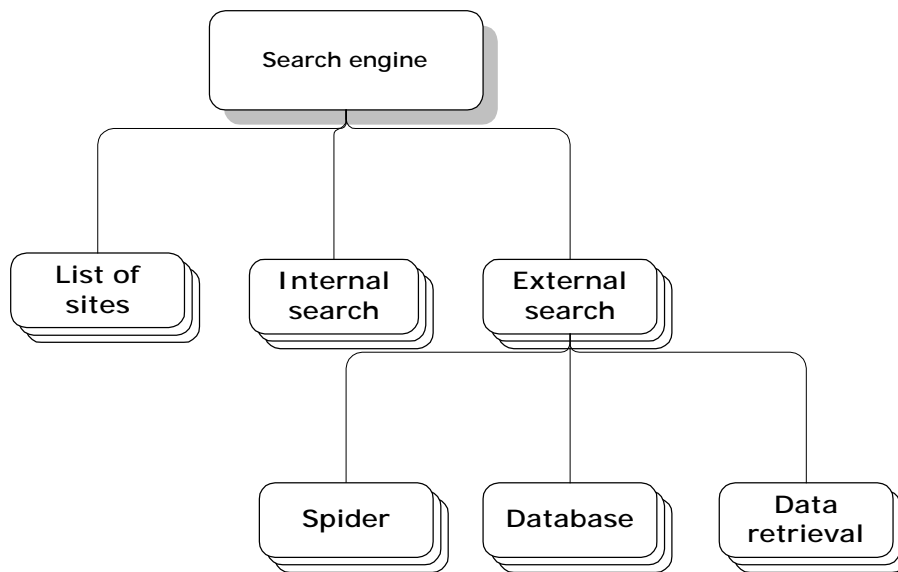 Search engine
List of
sites
Internal
search
External
search
Spider
Database
Data
retrieval